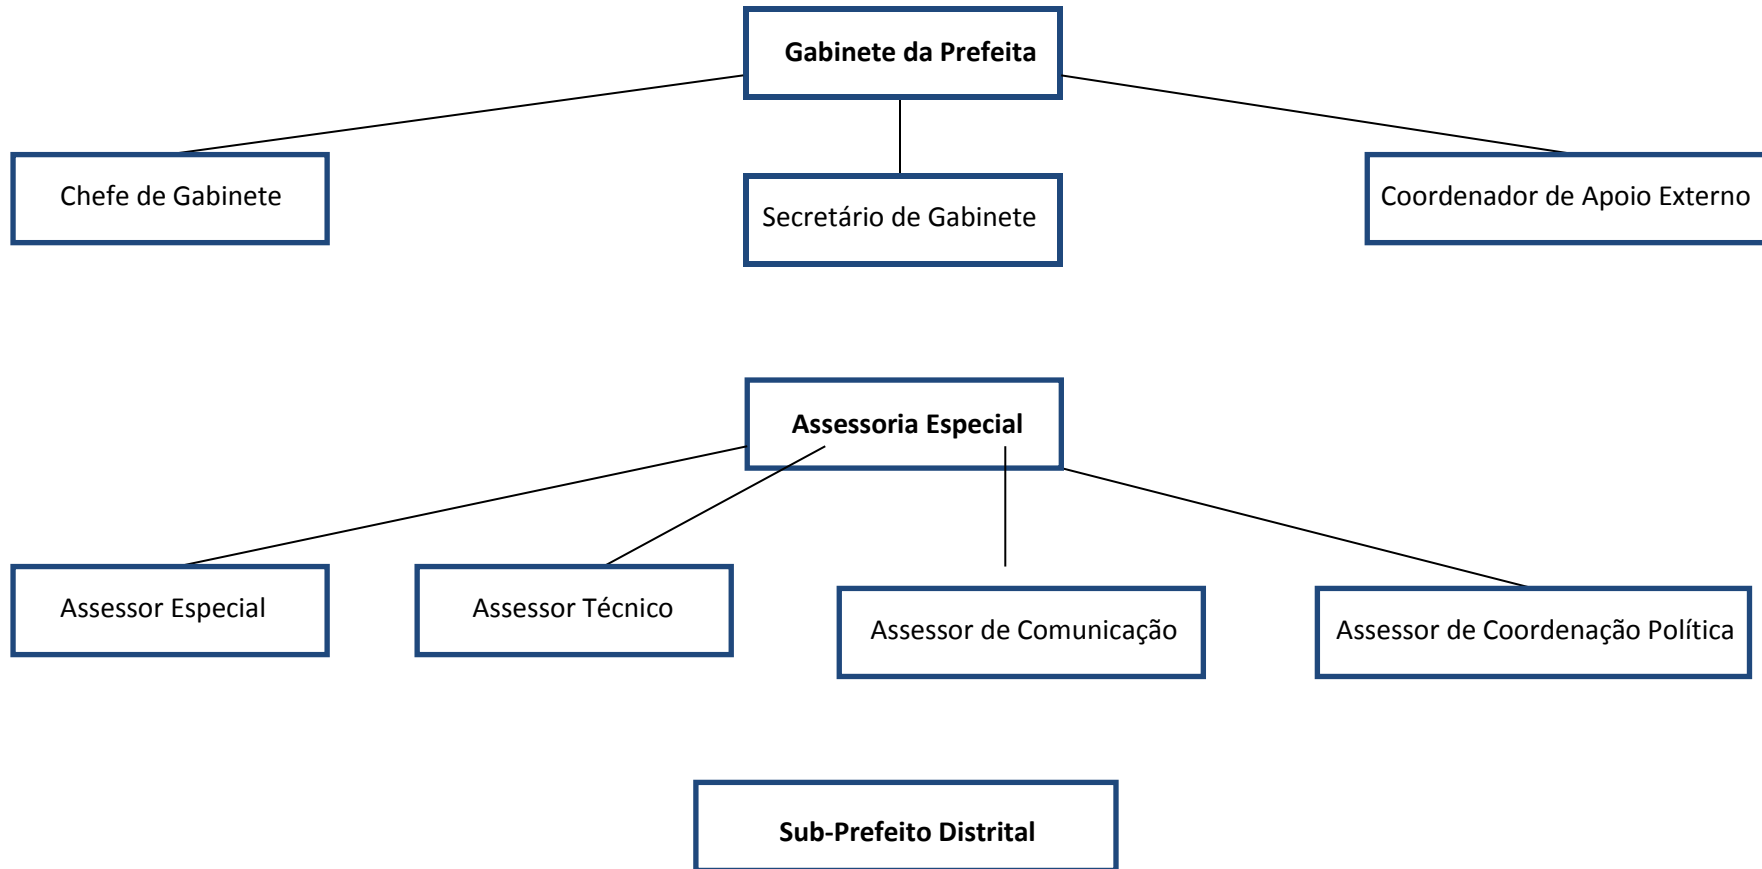 Gabinete da Prefeita
Chefe de Gabinete
Secretário de Gabinete
Coordenador de Apoio Externo
Assessoria Especial
Assessor Especial
Assessor Técnico
Assessor de Comunicação
Assessor de Coordenação Política
Sub-Prefeito Distrital